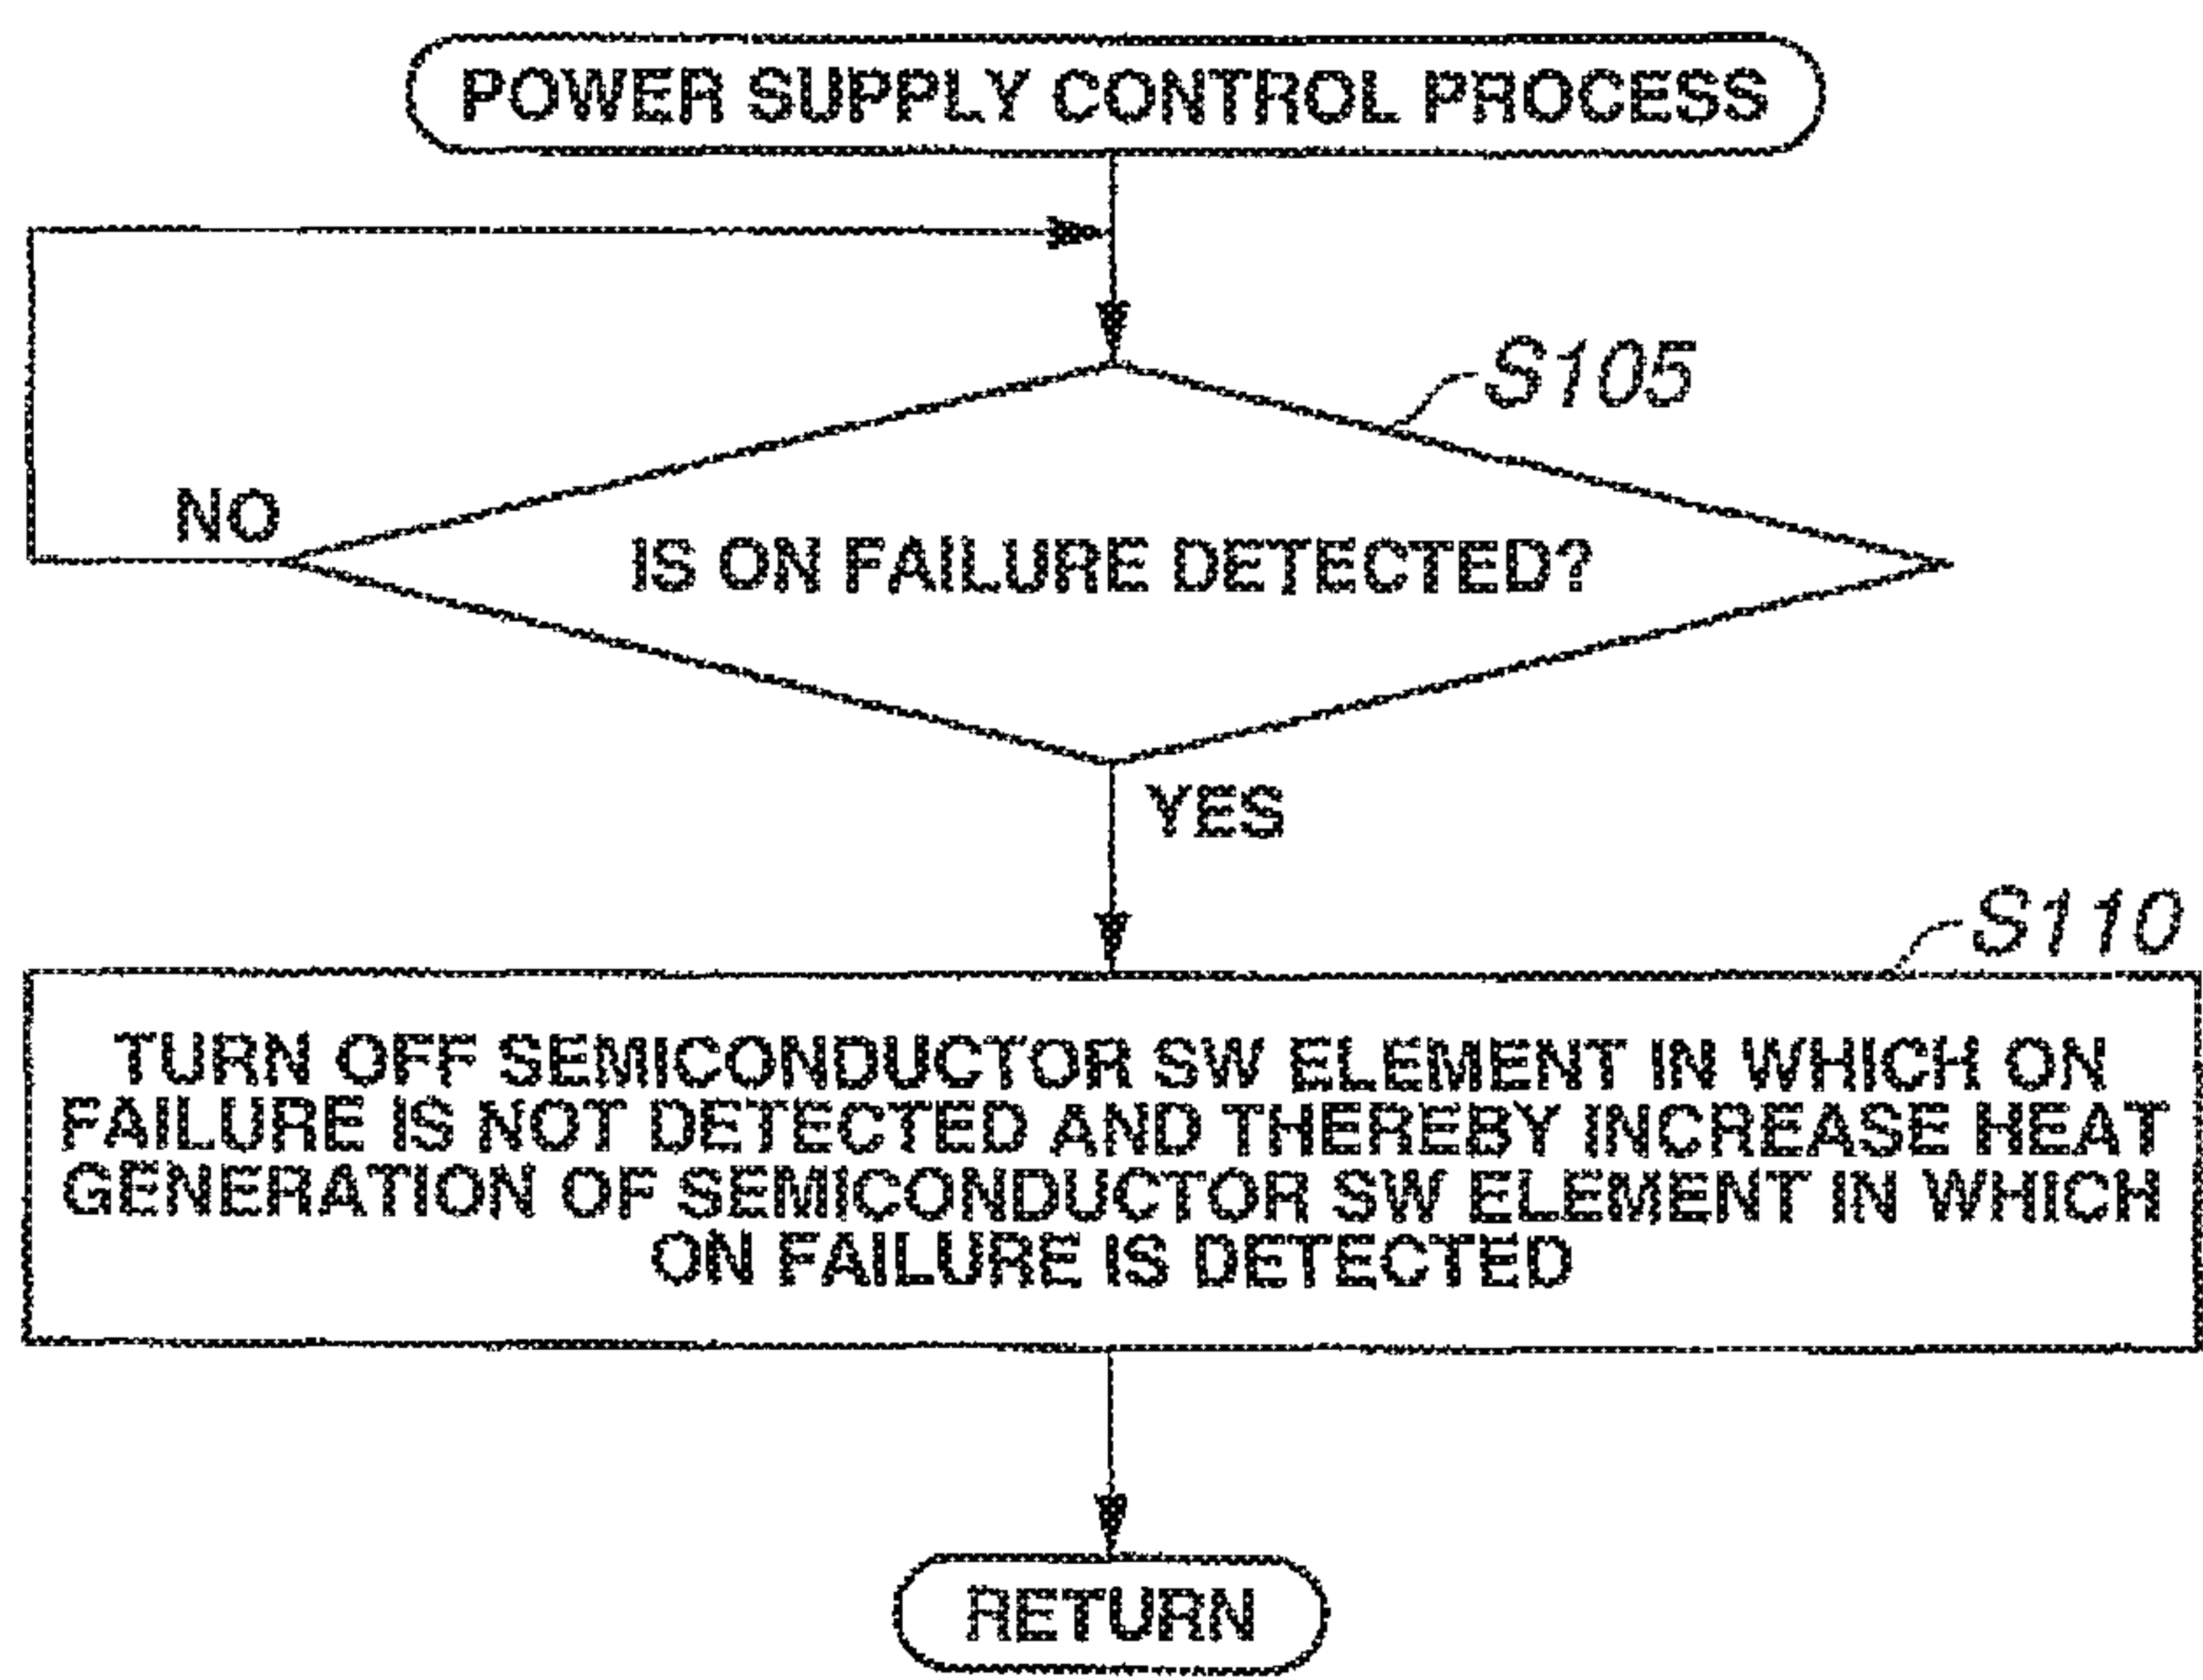 POWER SUPPLY CONTROL PROCESS
S105
NO
IS ON FAILURE DETECTED?
YES
S110
TURN OFF SEMICONDUCTOR SW ELEMENT IN WHICH ON
FAILURE IS NOT DETECTED AND THEREBY INCREASE HEAT
GENERATION OF SEMICONDUCTOR SW ELEMENT IN WHICH
ON FAILURE IS DETECTED
RETURN